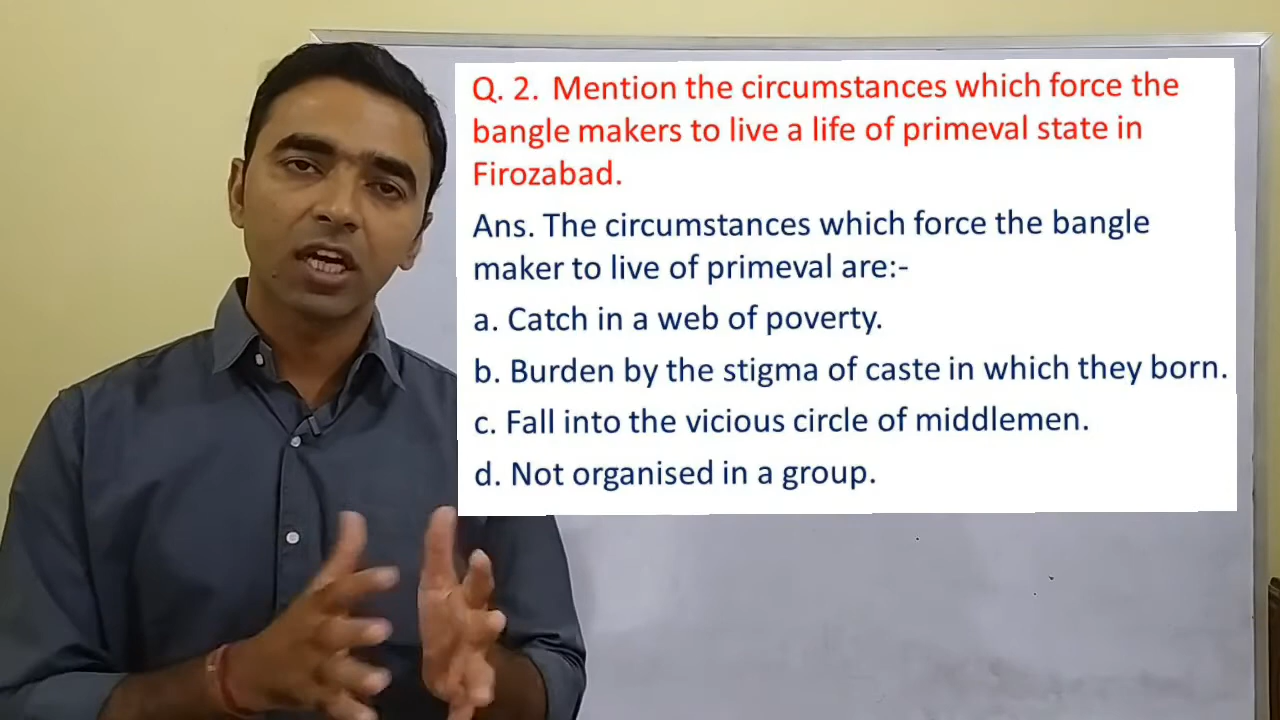 Q. 2. Mention the circumstances which force the
bangle makers to live a life of primeval state in
Firozabad.
Ans. The circumstances which force the bangle
maker to live of primeval are:-
a. Catch in a web of poverty.
b. Burden by the stigma of caste in which they born.
c. Fall into the vicious circle of middlemen.
d. Not organised in a group.